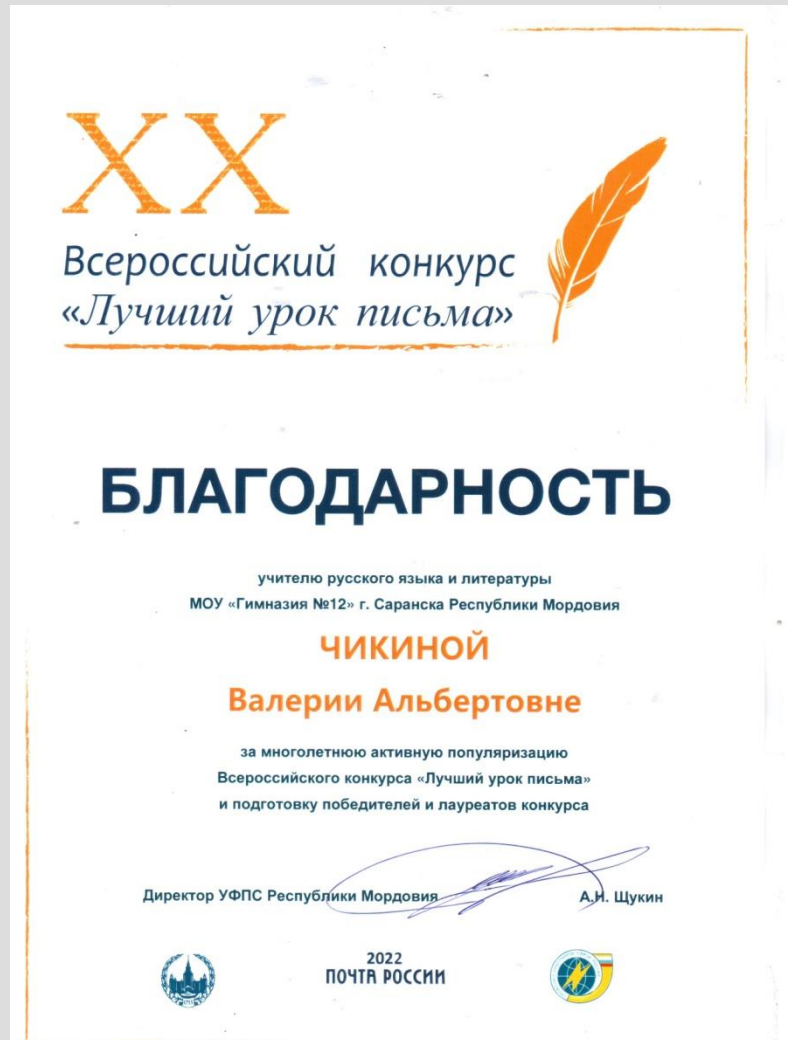 XX
Всероссийский конкурс
«Лучший урок письма»
БЛАГОДАРНОСТЬ
учителю русского языка и литературы
МОУ «Гимназия №12» г. Саранска Республики Мордовия
ЧИКИНОЙ
Валерии Альбертовне
за многолетнюю активную популяризацию
Всероссийского конкурса «Лучший урок письма»
и подготовку победителей и лауреатов конкурса
Директор УФПС Республики Мордовия А.Н. Щукин
2022
ПОЧТА РОССИИ